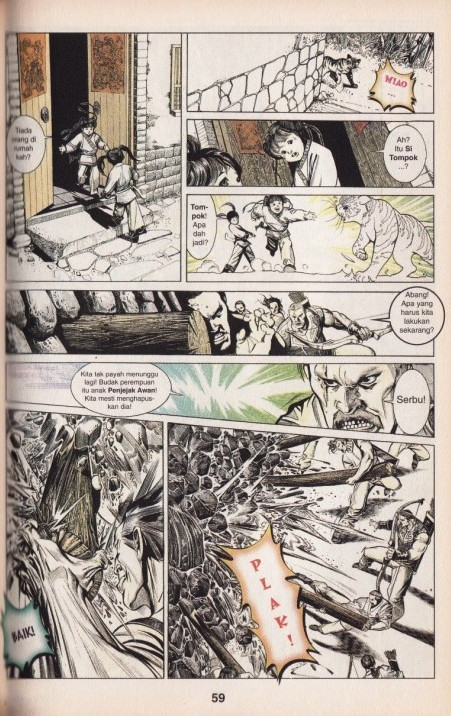 Tiada
orang di
rumah
kah?
MIAO
...
Ah?
Itu Si
Tompok
...?
Tom-
pok!
Apa
dah
jadi?
Abang!
Apa yang
harus kita
lakukan
sekarang?
Kita tak payah menunggu
lagi! Budak perempuan
itu anak Penjejak Awan!
Kita mesti menghapus-
kan dia!
Serbu!
BAIK!
PLAK!
59